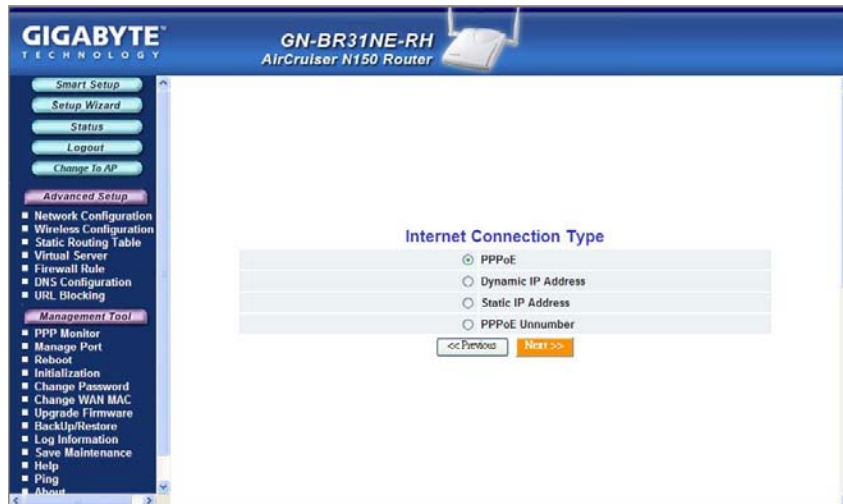 GIGABYTE™
TECHNOLOGY
GN-BR31NE-RH
AirCruiser N150 Router
Smart Setup
Setup Wizard
Status
Logout
Change To AP
Advanced Setup
Network Configuration
Wireless Configuration
Static Routing Table
Virtual Server
Firewall Rule
DNS Configuration
URL Blocking
Management Tool
PPP Monitor
Manage Port
Reboot
Initialization
Change Password
Change WAN MAC
Upgrade Firmware
BackUp/Restore
Log Information
Save Maintenance
Help
Ping
About
Internet Connection Type
PPPoE
Dynamic IP Address
Static IP Address
PPPoE Unnumber
<< Previous Next >>